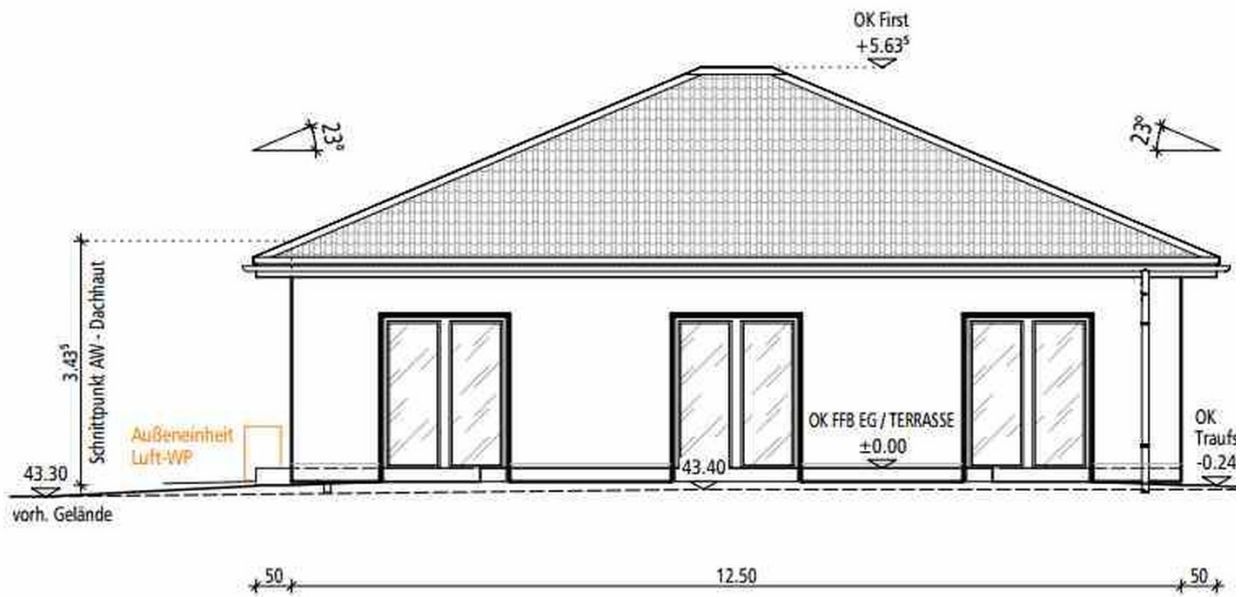 OK First
+5.63⁵
23°
23°
3.43⁵
Schnittpunkt AW - Dachhaut
Außeneinheit
Luft-WP
OK FFB EG / TERRASSE
±0.00
OK
Traufs
-0.24
43.30
43.40
vorh. Gelände
50
12.50
50